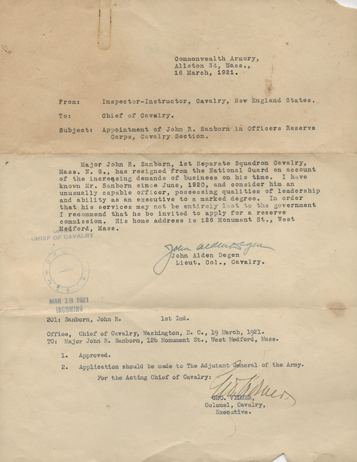 Commonwealth Armory,
Allston 34, Mass.,
16 March, 1921.
From: Inspector-Instructor, Cavalry, New England States.
To: Chief of Cavalry.
Subject: Appointment of John R. Sanborn in Officers Reserve
Corps, Cavalry Section.
Major John R. Sanborn, 1st Separate Squadron Cavalry,
Mass. N. G., has resigned from the National Guard on account
of the increasing demands of business on his time. I have
known Mr. Sanborn since June, 1920, and consider him an
unusually capable officer, possessing qualities of leadership
and ability as an executive to a marked degree. In order
that his services may not be entirely lost to the government
I recommend that he be invited to apply for a reserve
commission. His home address is 126 Monument St., West
Medford, Mass.
John Alden Degen
John Alden Degen
Lieut. Col., Cavalry.
CHIEF OF CAVALRY
MAR 19 1921
INCOMING
201: Sanborn, John R. 1st Ind.
Office, Chief of Cavalry, Washington, D. C., 19 March, 1921.
TO: Major John R. Sanborn, 126 Monument St., West Medford, Mass.
1. Approved.
2. Application should be made to The Adjutant General of the Army.
For the Acting Chief of Cavalry:
GEO. 
Colonel, Cavalry,
Executive.